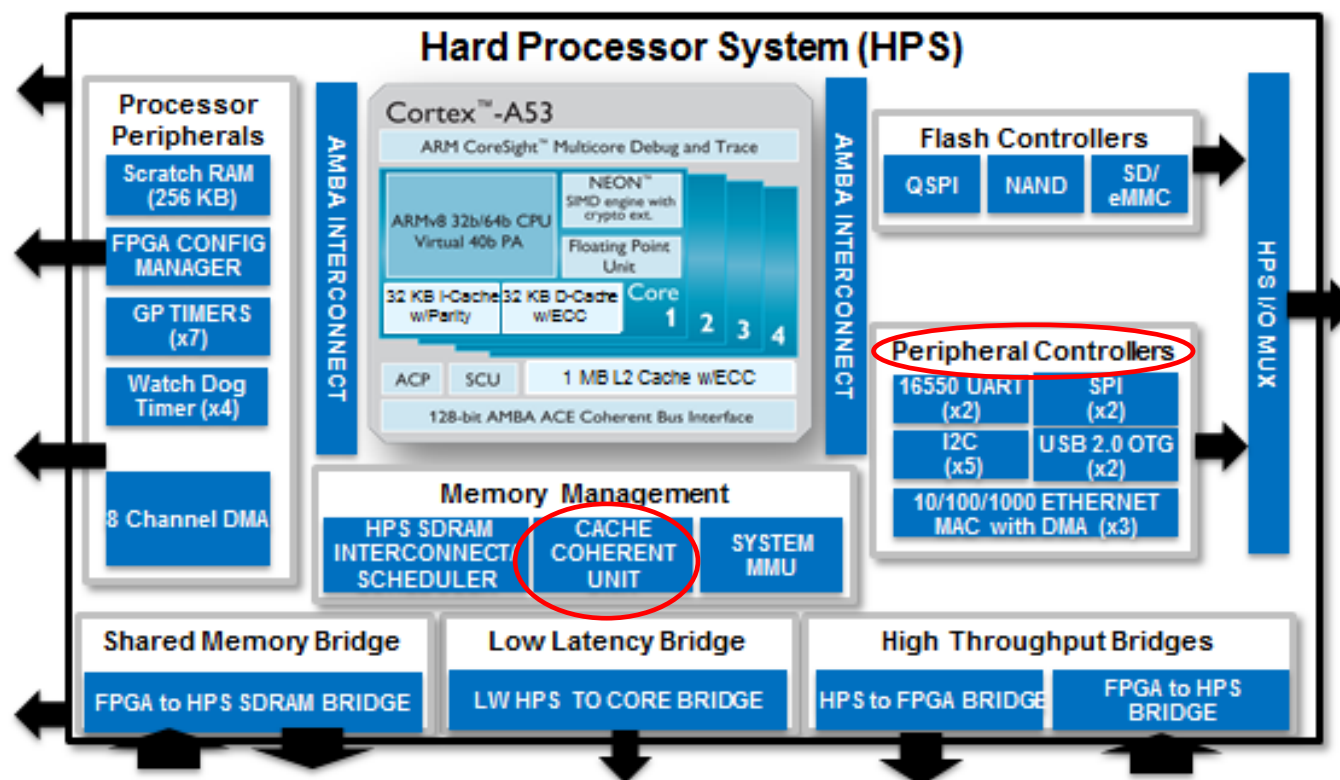 Hard Processor System (HPS)
Processor
Peripherals
Scratch RAM
(256 KB)
FPGA CONFIG
MANAGER
GP TIMERS
(x7)
Watch Dog
Timer (x4)
8 Channel DMA
AMBA INTERCONNECT
Cortex™-A53
ARM CoreSight™ Multicore Debug and Trace
ARMv8 32b/64b CPU
Virtual 40b PA
NEON™
SIMD engine with
crypto ext.
Floating Point
Unit
32 KB I-Cache
w/Parity
32 KB D-Cache
w/ECC
Core
1
2
3
4
ACP
SCU
1 MB L2 Cache w/ECC
128-bit AMBA ACE Coherent Bus Interface
AMBA INTERCONNECT
Flash Controllers
QSPI
NAND
SD/
eMMC
Peripheral Controllers
16550 UART
(x2)
SPI
(x2)
I2C
(x5)
USB 2.0 OTG
(x2)
10/100/1000 ETHERNET
MAC with DMA (x3)
HPS I/O MUX
Memory Management
HPS SDRAM
INTERCONNECT/
SCHEDULER
CACHE
COHERENT
UNIT
SYSTEM
MMU
Shared Memory Bridge
FPGA to HPS SDRAM BRIDGE
Low Latency Bridge
LW HPS TO CORE BRIDGE
High Throughput Bridges
HPS to FPGA BRIDGE
FPGA to HPS
BRIDGE